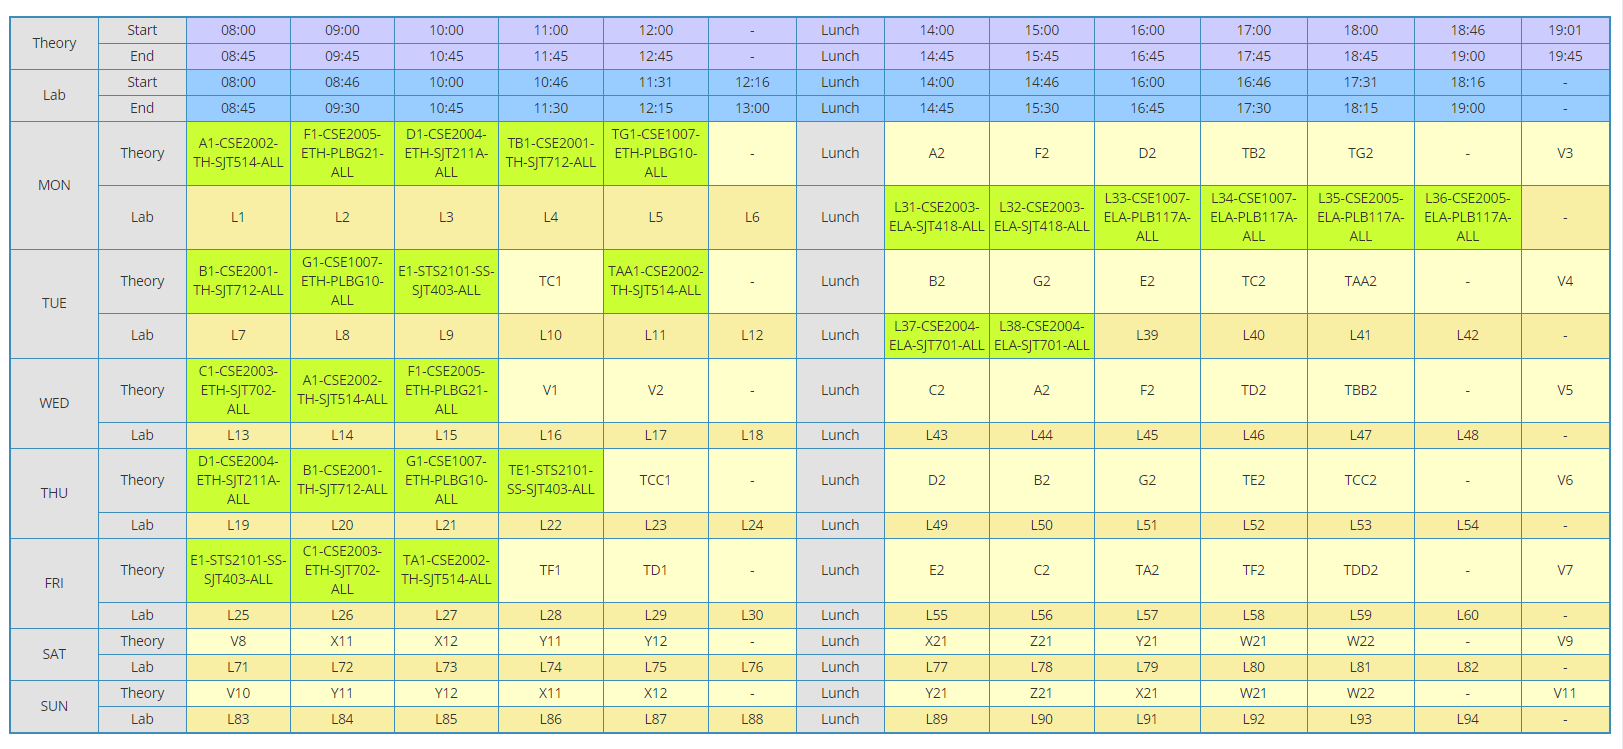 Theory Start 08:00 09:00 10:00 11:00 12:00 - Lunch 14:00 15:00 16:00 17:00 18:00 18:46 19:01
End 08:45 09:45 10:45 11:45 12:45 - Lunch 14:45 15:45 16:45 17:45 18:45 19:00 19:45
Lab Start 08:00 08:46 10:00 10:46 11:31 12:16 Lunch 14:00 14:46 16:00 16:46 17:31 18:16 -
End 08:45 09:30 10:45 11:30 12:15 13:00 Lunch 14:45 15:30 16:45 17:30 18:15 19:00 -
MON Theory A1-CSE2002-TH-SJT514-ALL F1-CSE2005-ETH-PLBG21-ALL D1-CSE2004-ETH-SJT211A-ALL TB1-CSE2001-TH-SJT712-ALL TG1-CSE1007-ETH-PLBG10-ALL - Lunch A2 F2 D2 TB2 TG2 - V3
Lab L1 L2 L3 L4 L5 L6 Lunch L31-CSE2003-ELA-SJT418-ALL L32-CSE2003-ELA-SJT418-ALL L33-CSE1007-ELA-PLB117A-ALL L34-CSE1007-ELA-PLB117A-ALL L35-CSE2005-ELA-PLB117A-ALL L36-CSE2005-ELA-PLB117A-ALL -
TUE Theory B1-CSE2001-TH-SJT712-ALL G1-CSE1007-ETH-PLBG10-ALL E1-STS2101-SS-SJT403-ALL TC1 TAA1-CSE2002-TH-SJT514-ALL - Lunch B2 G2 E2 TC2 TAA2 - V4
Lab L7 L8 L9 L10 L11 L12 Lunch L37-CSE2004-ELA-SJT701-ALL L38-CSE2004-ELA-SJT701-ALL L39 L40 L41 L42 -
WED Theory C1-CSE2003-ETH-SJT702-ALL A1-CSE2002-TH-SJT514-ALL F1-CSE2005-ETH-PLBG21-ALL V1 V2 - Lunch C2 A2 F2 TD2 TBB2 - V5
Lab L13 L14 L15 L16 L17 L18 Lunch L43 L44 L45 L46 L47 L48 -
THU Theory D1-CSE2004-ETH-SJT211A-ALL B1-CSE2001-TH-SJT712-ALL G1-CSE1007-ETH-PLBG10-ALL TE1-STS2101-SS-SJT403-ALL TCC1 - Lunch D2 B2 G2 TE2 TCC2 - V6
Lab L19 L20 L21 L22 L23 L24 Lunch L49 L50 L51 L52 L53 L54 -
FRI Theory E1-STS2101-SS-SJT403-ALL C1-CSE2003-ETH-SJT702-ALL TA1-CSE2002-TH-SJT514-ALL TF1 TD1 - Lunch E2 C2 TA2 TF2 TDD2 - V7
Lab L25 L26 L27 L28 L29 L30 Lunch L55 L56 L57 L58 L59 L60 -
SAT Theory V8 X11 X12 Y11 Y12 - Lunch X21 Z21 Y21 W21 W22 - V9
Lab L71 L72 L73 L74 L75 L76 Lunch L77 L78 L79 L80 L81 L82 -
SUN Theory V10 Y11 Y12 X11 X12 - Lunch Y21 Z21 X21 W21 W22 - V11
Lab L83 L84 L85 L86 L87 L88 Lunch L89 L90 L91 L92 L93 L94 -